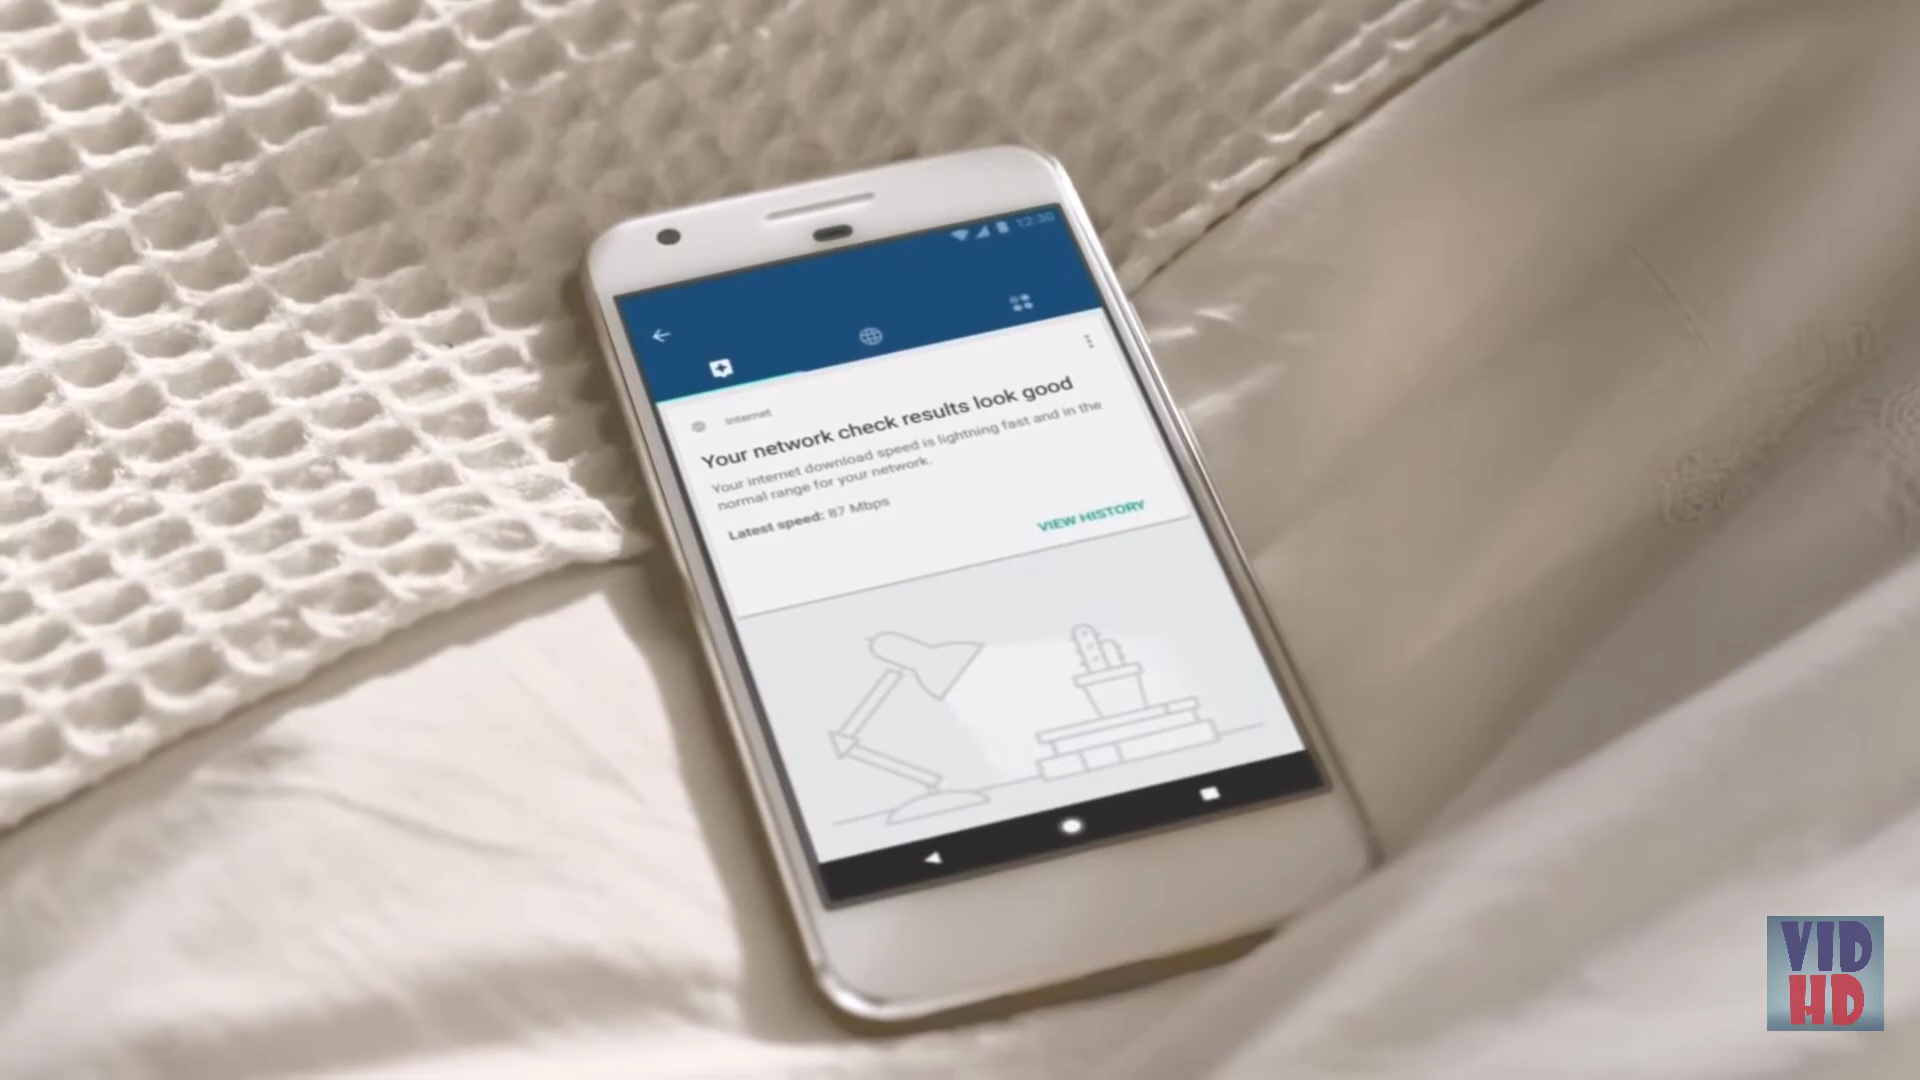 12:30
Internet
Your network check results look good
Your internet download speed is lightning fast and in the
normal range for your network.
Latest speed: 87 Mbps
VIEW HISTORY
VID
HD